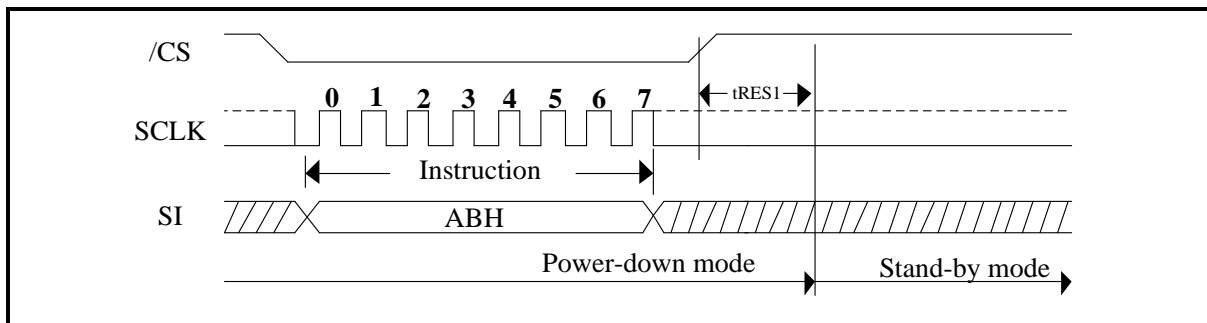 /CS
0 1 2 3 4 5 6 7
tRES1
SCLK
Instruction
SI
ABH
Power-down mode
Stand-by mode